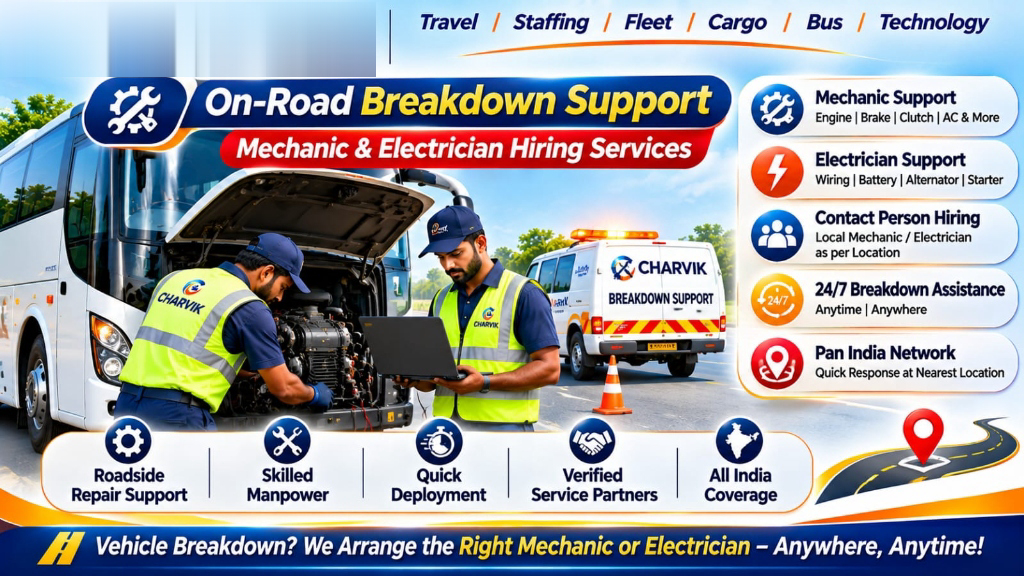 Travel / Staffing / Fleet / Cargo / Bus / Technology
On-Road Breakdown Support
Mechanic & Electrician Hiring Services
Mechanic Support
Engine | Brake | Clutch | AC & More
Electrician Support
Wiring | Battery | Alternator | Starter
Contact Person Hiring
Local Mechanic / Electrician
as per Location
24/7
24/7 Breakdown Assistance
Anytime | Anywhere
Pan India Network
Quick Response at Nearest Location
CHARVIK
CHARVIK
CHARVIK
BREAKDOWN SUPPORT
Roadside
Repair Support
Skilled
Manpower
Quick
Deployment
Verified
Service Partners
All India
Coverage
Vehicle Breakdown? We Arrange the Right Mechanic or Electrician – Anywhere, Anytime!